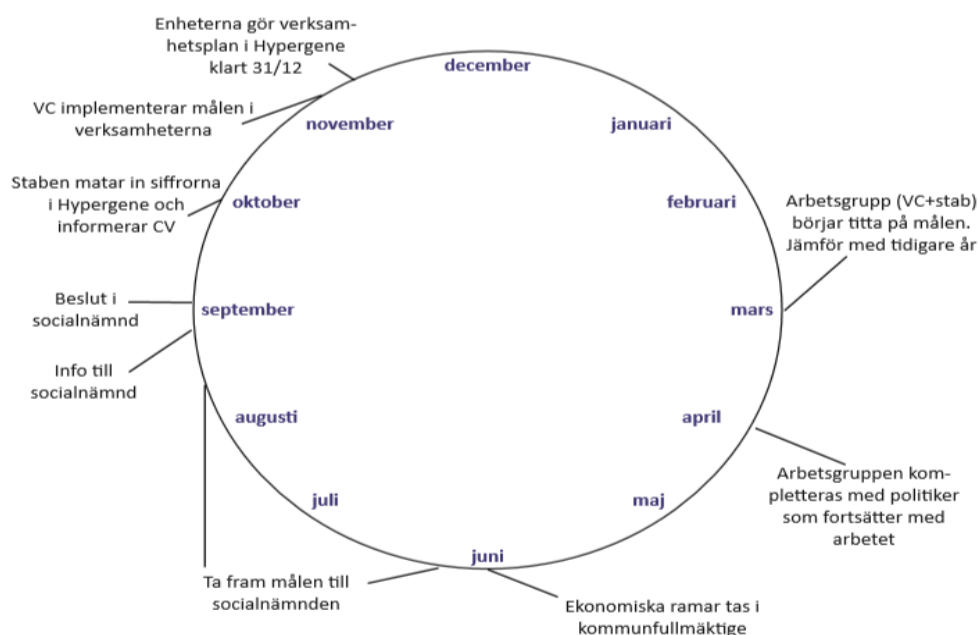 Enheterna gör verksam-
hetsplan i Hypergene
klart 31/12
december
VC implementerar målen i
verksamheterna
november
januari
Staben matar in siffrorna
i Hypergene och
informerar CV
oktober
februari
Arbetsgrupp (VC+stab)
börjar titta på målen.
Jämför med tidigare år
Beslut i
socialnämnd
september
mars
Info till
socialnämnd
augusti
april
Arbetsgruppen kom-
pletteras med politiker
som fortsätter med
arbetet
juli
maj
juni
Ta fram målen till
socialnämnden
Ekonomiska ramar tas i
kommunfullmäktige